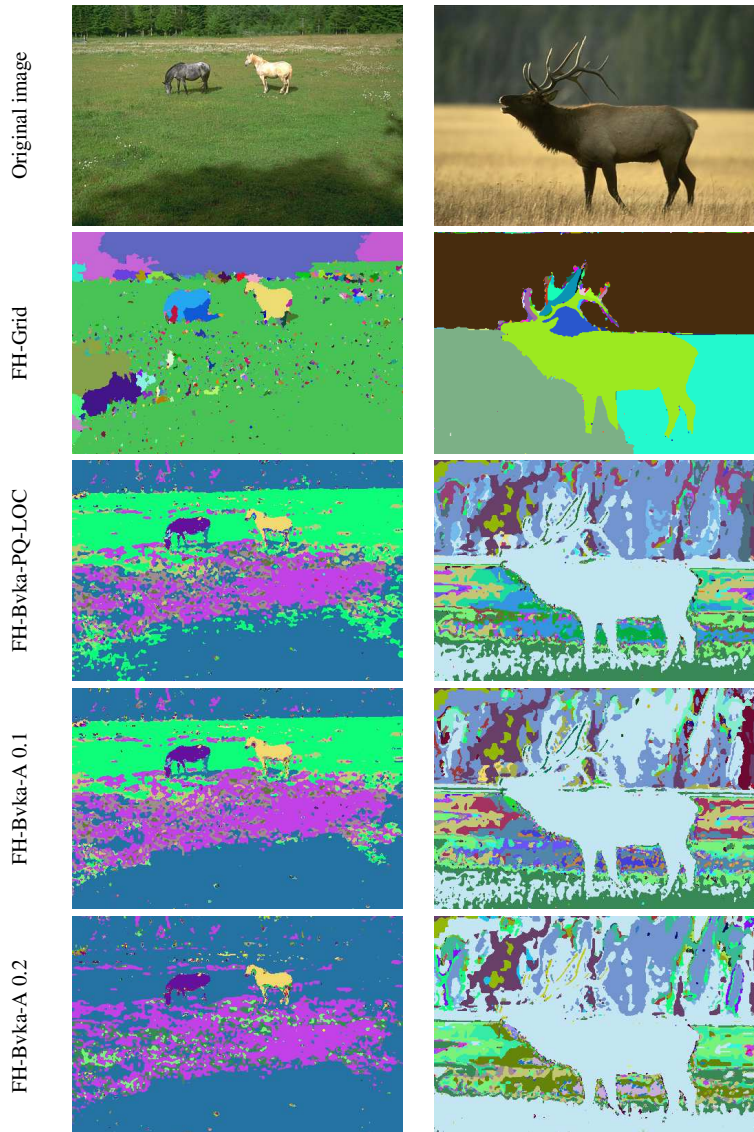 Original image
FH-Grid
FH-Bvka-PQ-LOC
FH-Bvka-A 0.1
FH-Bvka-A 0.2